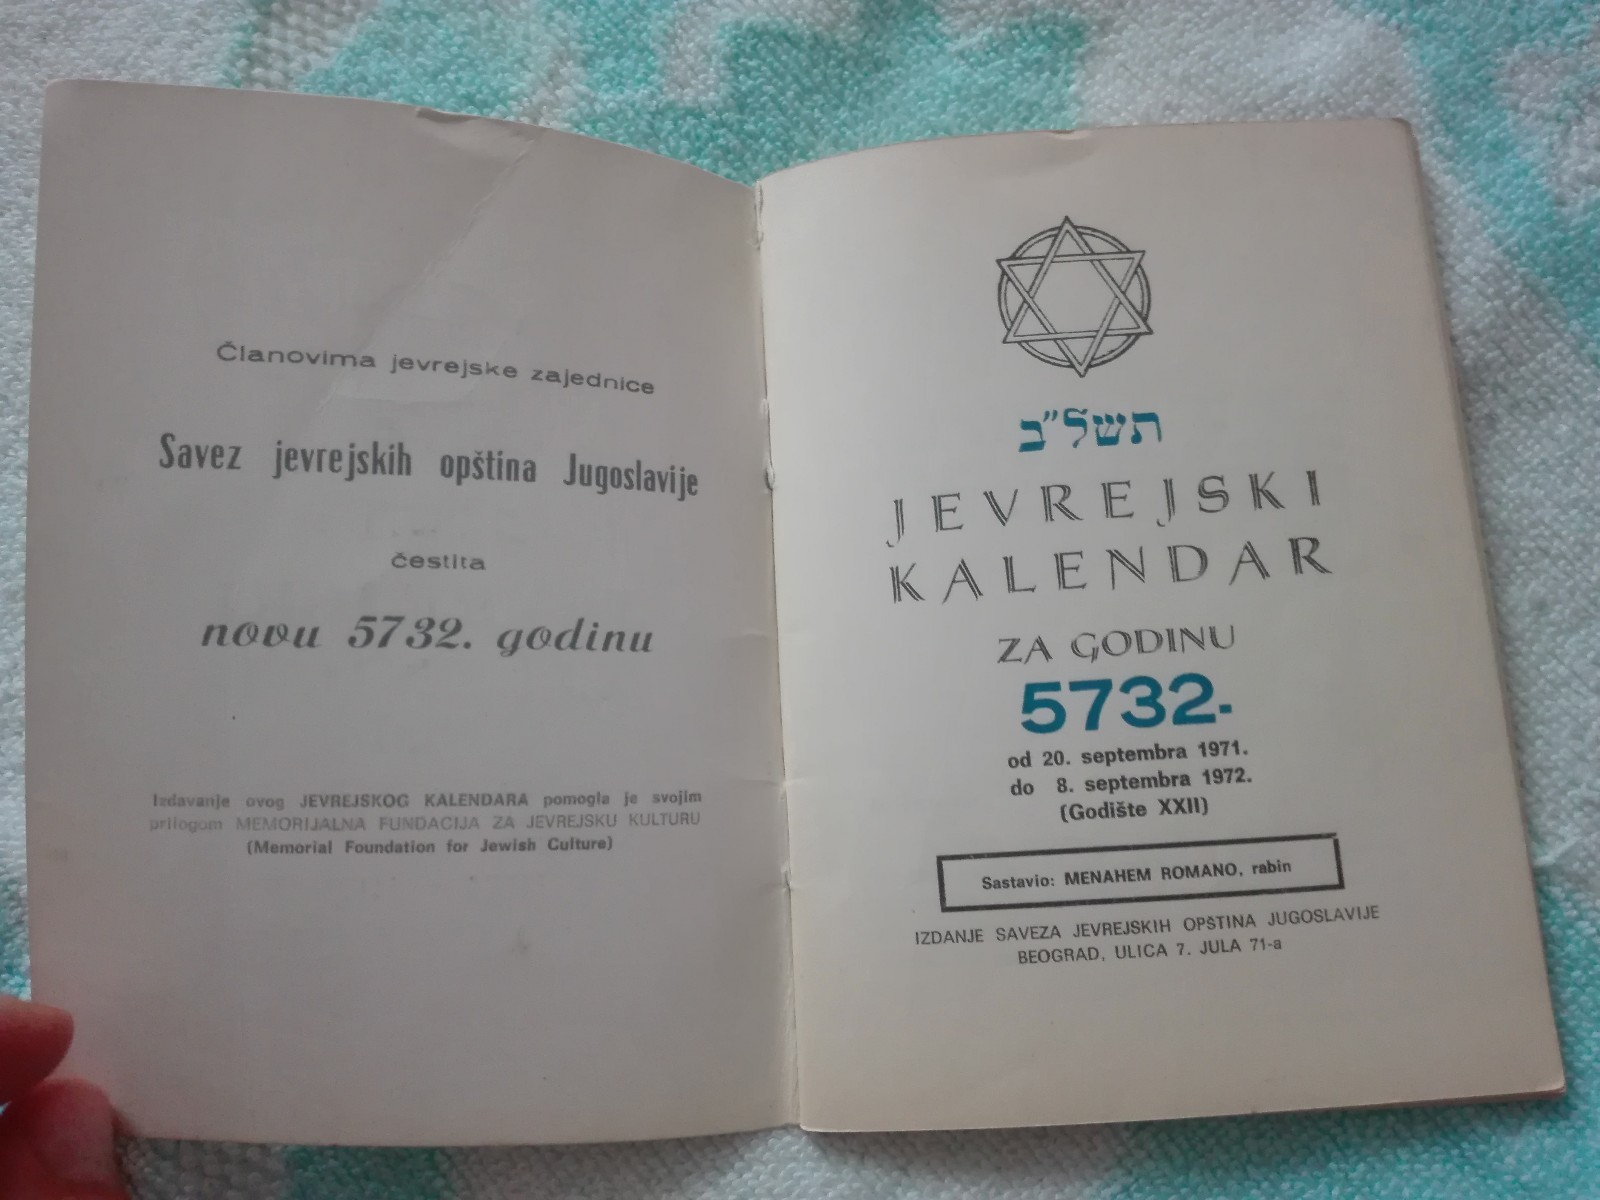 Članovima jevrejske zajednice
Savez jevrejskih opština Jugoslavije
čestita
novu 5732. godinu
Izdavanje ovog JEVREJSKOG KALENDARA pomogla je svojim
prilogom MEMORIJALNA FUNDACIJA ZA JEVREJSKU KULTURU
(Memorial Foundation for Jewish Culture)
תשל״ב
JEVREJSKI
KALENDAR
ZA GODINU
5732.
od 20. septembra 1971.
do 8. septembra 1972.
(Godište XXII)
Sastavio: MENAHEM ROMANO, rabin
IZDANJE SAVEZA JEVREJSKIH OPŠTINA JUGOSLAVIJE
BEOGRAD, ULICA 7. JULA 71-a